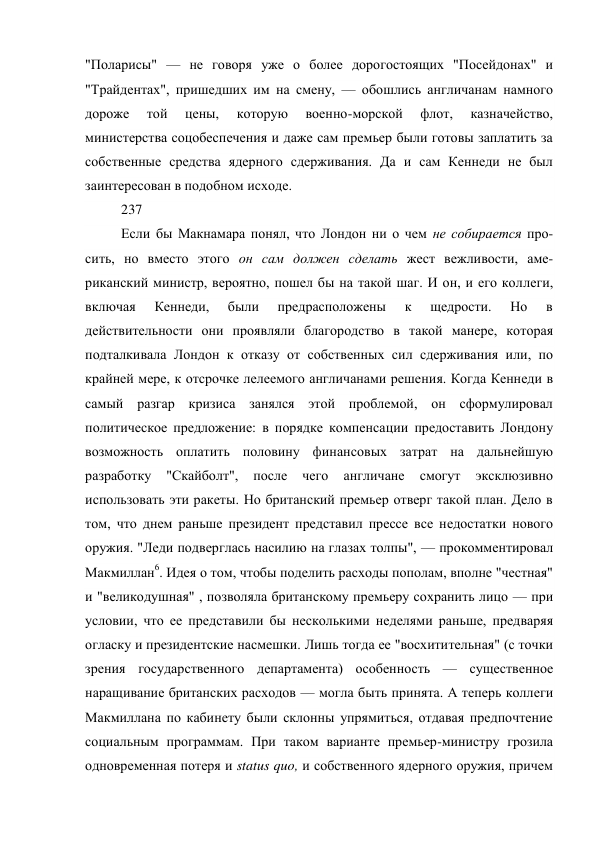 "Поларисы" — не говоря уже о более дорогостоящих "Посейдонах" и
"Трайдентах", пришедших им на смену, — обошлись англичанам намного
дороже той цены, которую военно-морской флот, казначейство,
министерства соцобеспечения и даже сам премьер были готовы заплатить за
собственные средства ядерного сдерживания. Да и сам Кеннеди не был
заинтересован в подобном исходе.
237
Если бы Макнамара понял, что Лондон ни о чем не собирается про-
сить, но вместо этого он сам должен сделать жест вежливости, аме-
риканский министр, вероятно, пошел бы на такой шаг. И он, и его коллеги,
включая Кеннеди, были предрасположены к щедрости. Но в
действительности они проявляли благородство в такой манере, которая
подталкивала Лондон к отказу от собственных сил сдерживания или, по
крайней мере, к отсрочке лелеемого англичанами решения. Когда Кеннеди в
самый разгар кризиса занялся этой проблемой, он сформулировал
политическое предложение: в порядке компенсации предоставить Лондону
возможность оплатить половину финансовых затрат на дальнейшую
разработку "Скайболт", после чего англичане смогут эксклюзивно
использовать эти ракеты. Но британский премьер отверг такой план. Дело в
том, что днем раньше президент представил прессе все недостатки нового
оружия. "Леди подверглась насилию на глазах толпы", — прокомментировал
Макмиллан6. Идея о том, чтобы поделить расходы пополам, вполне "честная"
и "великодушная" , позволяла британскому премьеру сохранить лицо — при
условии, что ее представили бы несколькими неделями раньше, предваряя
огласку и президентские насмешки. Лишь тогда ее "восхитительная" (с точки
зрения государственного департамента) особенность — существенное
наращивание британских расходов — могла быть принята. А теперь коллеги
Макмиллана по кабинету были склонны упрямиться, отдавая предпочтение
социальным программам. При таком варианте премьер-министру грозила
одновременная потеря и status quo, и собственного ядерного оружия, причем